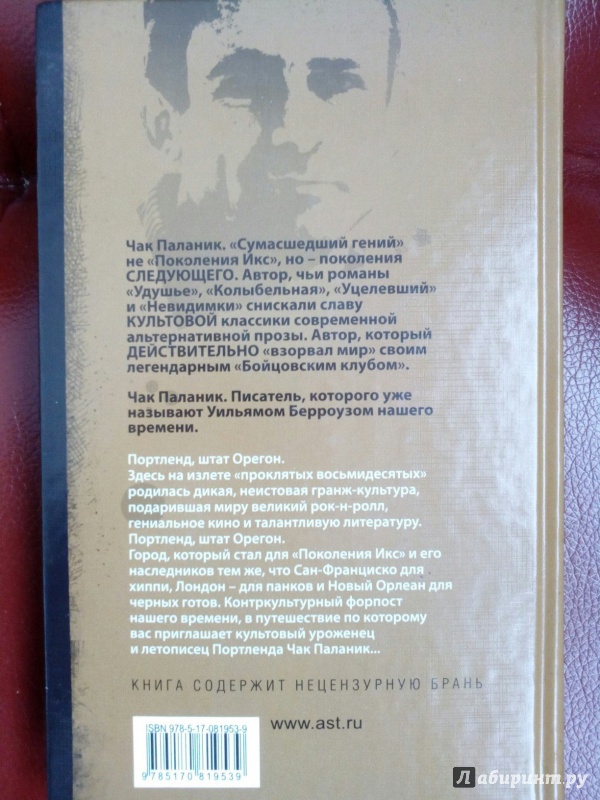 Чак Паланик. «Сумасшедший гений»
не «Поколения Икс», но – поколения
СЛЕДУЮЩЕГО. Автор, чьи романы
«Удушье», «Колыбельная», «Уцелевший»
и «Невидимки» снискали славу
КУЛЬТОВОЙ классики современной
альтернативной прозы. Автор, который
ДЕЙСТВИТЕЛЬНО «взорвал мир» своим
легендарным «Бойцовским клубом».
Чак Паланик. Писатель, которого уже
называют Уильямом Берроузом нашего
времени.
Портленд, штат Орегон.
Здесь на излете «проклятых восьмидесятых»
родилась дикая, неистовая гранж-культура,
подарившая миру великий рок-н-ролл,
гениальное кино и талантливую литературу.
Портленд, штат Орегон.
Город, который стал для «Поколения Икс» и его
наследников тем же, что Сан-Франциско для
хиппи, Лондон – для панков и Новый Орлеан для
черных готов. Контркультурный форпост
нашего времени, в путешествие по которому
вас приглашает культовый уроженец
и летописец Портленда Чак Паланик...
КНИГА СОДЕРЖИТ НЕЦЕНЗУРНУЮ БРАНЬ
ISBN 978-5-17-081953-9
www.ast.ru
9 785170 819539
Лабиринт.ру